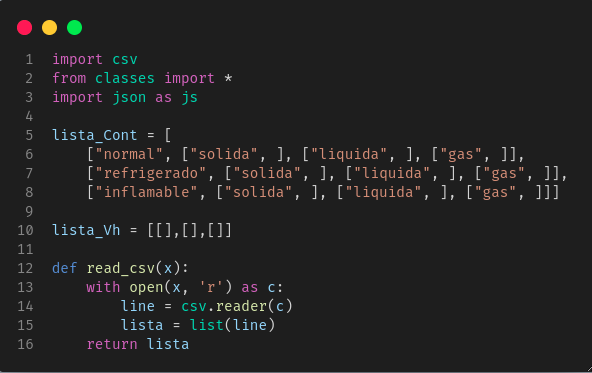 1 import csv
2 from classes import *
3 import json as js
4
5 lista_Cont = [
6     ["normal", ["solida", ], ["liquida", ], ["gas", ]],
7     ["refrigerado", ["solida", ], ["liquida", ], ["gas", ]],
8     ["inflamable", ["solida", ], ["liquida", ], ["gas", ]]]
9
10 lista_Vh = [[],[],[]]
11
12 def read_csv(x):
13     with open(x, 'r') as c:
14         line = csv.reader(c)
15         lista = list(line)
16     return lista